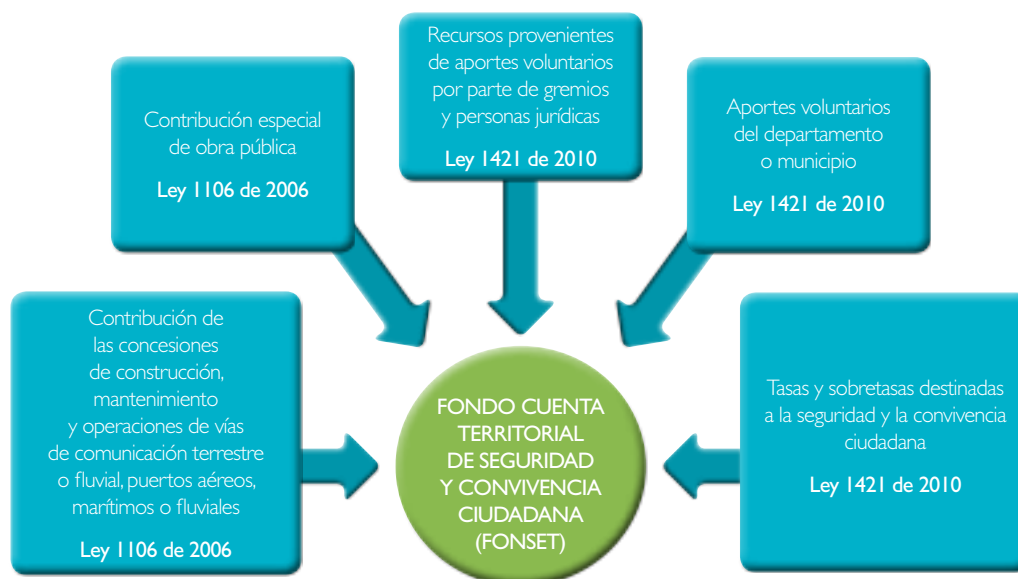 Contribución de
las concesiones
de construcción,
mantenimiento
y operaciones de vías
de comunicación terrestre
o fluvial, puertos aéreos,
marítimos o fluviales
Ley 1106 de 2006
Contribución especial
de obra pública
Ley 1106 de 2006
Recursos provenientes
de aportes voluntarios
por parte de gremios
y personas jurídicas
Ley 1421 de 2010
Aportes voluntarios
del departamento
o municipio
Ley 1421 de 2010
Tasas y sobretasas destinadas
a la seguridad y la convivencia
ciudadana
Ley 1421 de 2010
FONDO CUENTA
TERRITORIAL
DE SEGURIDAD
Y CONVIVENCIA
CIUDADANA
(FONSET)